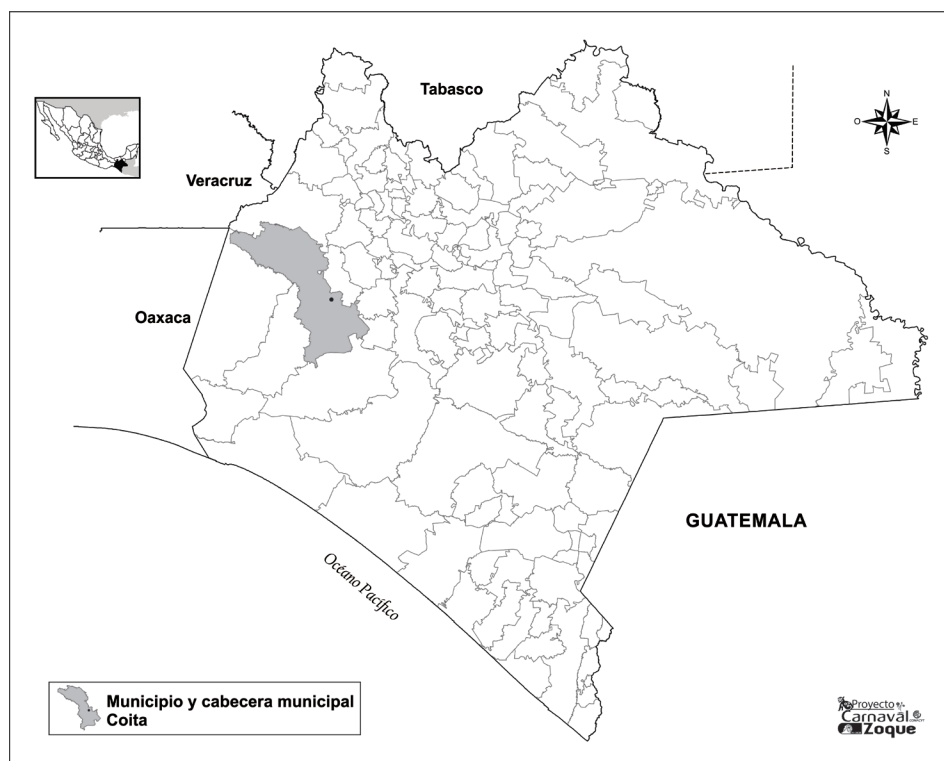 Tabasco
N
O
E
S
Veracruz
Oaxaca
GUATEMALA
Océano Pacífico
Municipio y cabecera municipal
Coita
Proyecto
Carnaval
Zoque